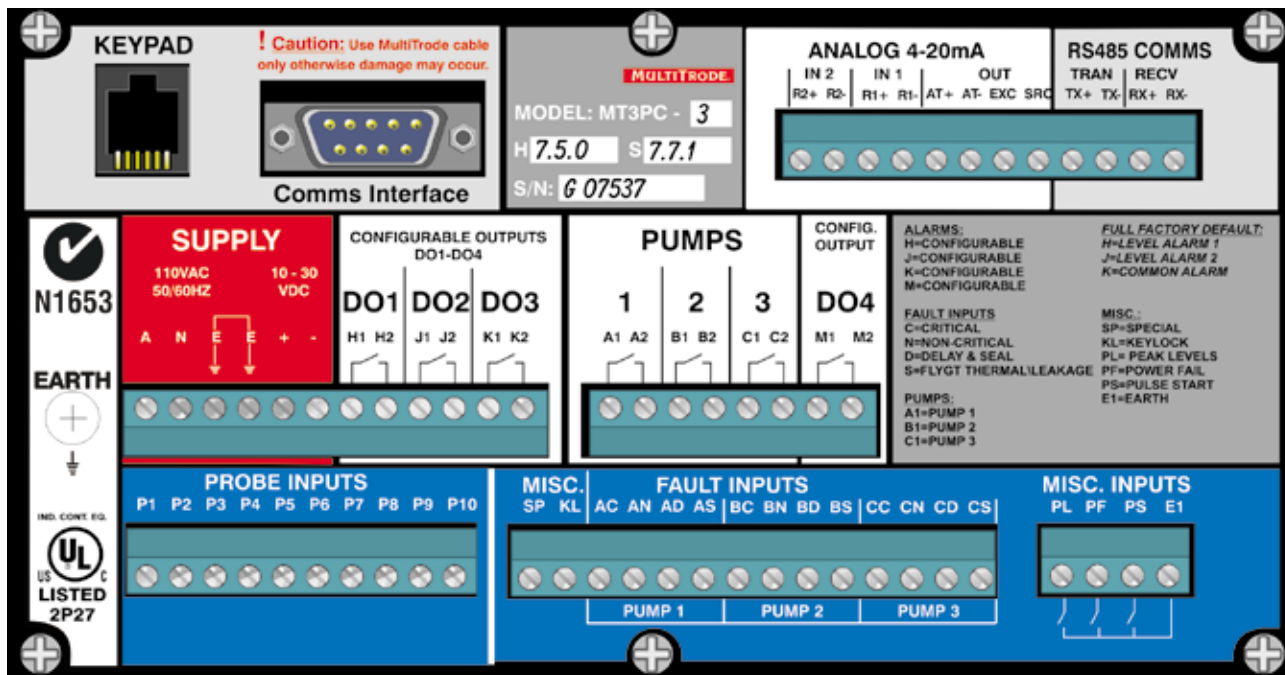 KEYPAD
! Caution: Use MultiTrode cable
only otherwise damage may occur.
Comms Interface
MULTITRODE
MODEL: MT3PC - 3
H 7.5.0 S 7.7.1
S/N: G 07537
ANALOG 4-20mA
IN 2 IN 1 OUT
R2+ R2- R1+ R1- AT+ AT- EXC SRC
RS485 COMMS
TRAN RECV
TX+ TX- RX+ RX-
N1653
EARTH
IND. CONT. EQ.
UL
US C
LISTED
2P27
SUPPLY
110VAC 10 - 30
50/60HZ VDC
A N E E + -
CONFIGURABLE OUTPUTS
DO1-DO4
DO1 DO2 DO3
H1 H2 J1 J2 K1 K2
PUMPS
1 2 3
A1 A2 B1 B2 C1 C2
CONFIG.
OUTPUT
DO4
M1 M2
ALARMS:
H=CONFIGURABLE
J=CONFIGURABLE
K=CONFIGURABLE
M=CONFIGURABLE
FULL FACTORY DEFAULT:
H=LEVEL ALARM 1
J=LEVEL ALARM 2
K=COMMON ALARM
FAULT INPUTS
C=CRITICAL
N=NON-CRITICAL
D=DELAY & SEAL
S=FLYGT THERMAL\LEAKAGE
PUMPS:
A1=PUMP 1
B1=PUMP 2
C1=PUMP 3
MISC.:
SP=SPECIAL
KL=KEYLOCK
PL= PEAK LEVELS
PF=POWER FAIL
PS=PULSE START
E1=EARTH
PROBE INPUTS
P1 P2 P3 P4 P5 P6 P7 P8 P9 P10
MISC.
SP KL
FAULT INPUTS
AC AN AD AS BC BN BD BS CC CN CD CS
PUMP 1 PUMP 2 PUMP 3
MISC. INPUTS
PL PF PS E1